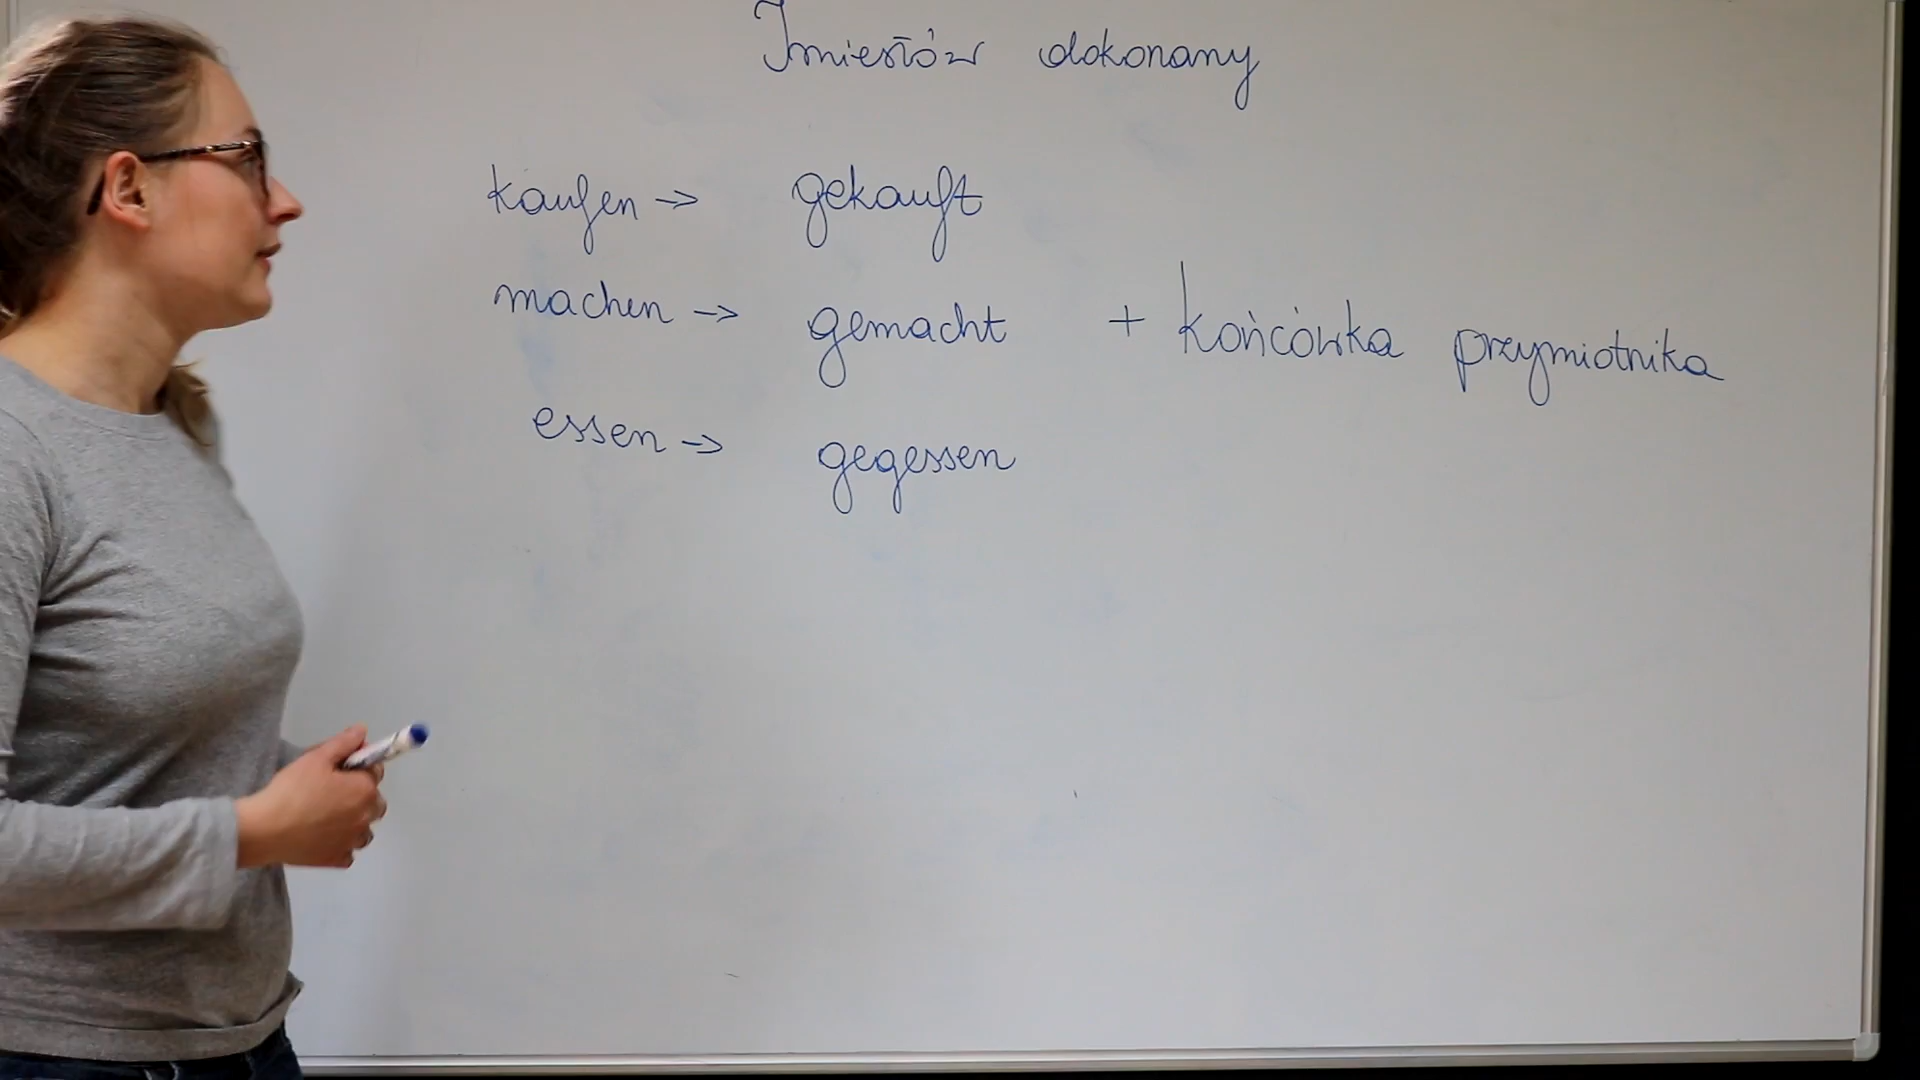 Imiesłów dokonany
kaufen -> gekauft
machen -> gemacht + końcówka przymiotnika
essen -> gegessen